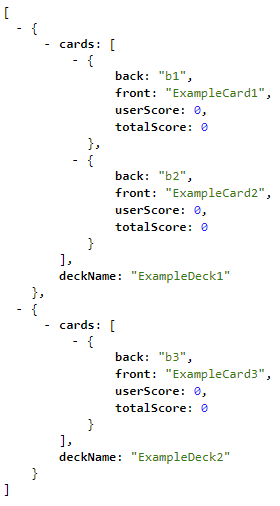 [
- {
- cards: [
- {
back: "b1",
front: "ExampleCard1",
userScore: 0,
totalScore: 0
},
- {
back: "b2",
front: "ExampleCard2",
userScore: 0,
totalScore: 0
}
],
deckName: "ExampleDeck1"
},
- {
- cards: [
- {
back: "b3",
front: "ExampleCard3",
userScore: 0,
totalScore: 0
}
],
deckName: "ExampleDeck2"
}
]